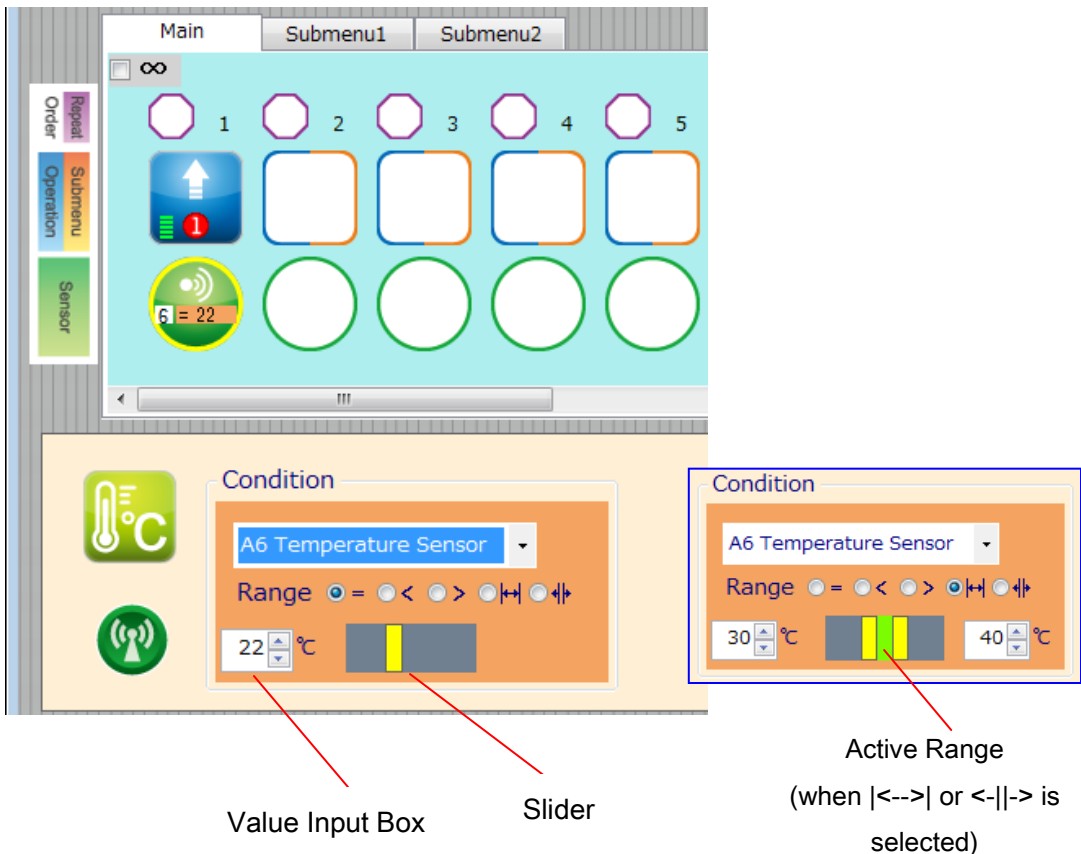 Main Submenu1 Submenu2
∞
1 2 3 4 5
Repeat
Order
Submenu
Operation
1
Sensor
6 = 22
°C
Condition
A6 Temperature Sensor
Range = < > |↔| ◂||▸
22 ℃
Condition
A6 Temperature Sensor
Range = < > |↔| ◂||▸
30 ℃ 40 ℃
Value Input Box
Slider
Active Range
(when |<-->| or <-||-> is
selected)